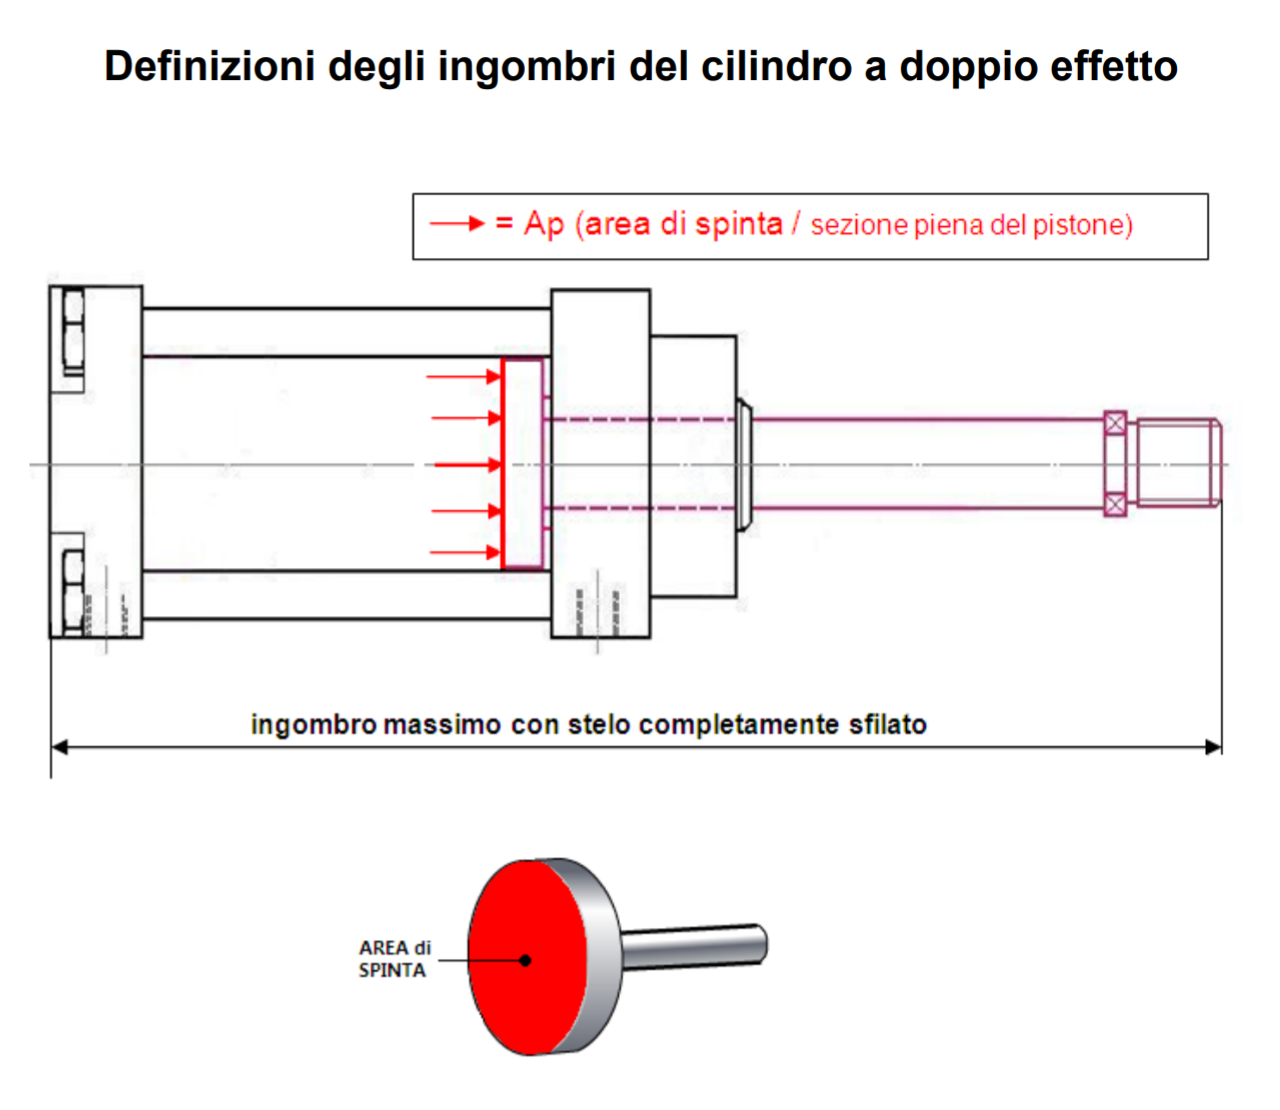 Definizioni degli ingombri del cilindro a doppio effetto
= Ap (area di spinta / sezione piena del pistone)
ingombro massimo con stelo completamente sfilato
AREA di
SPINTA